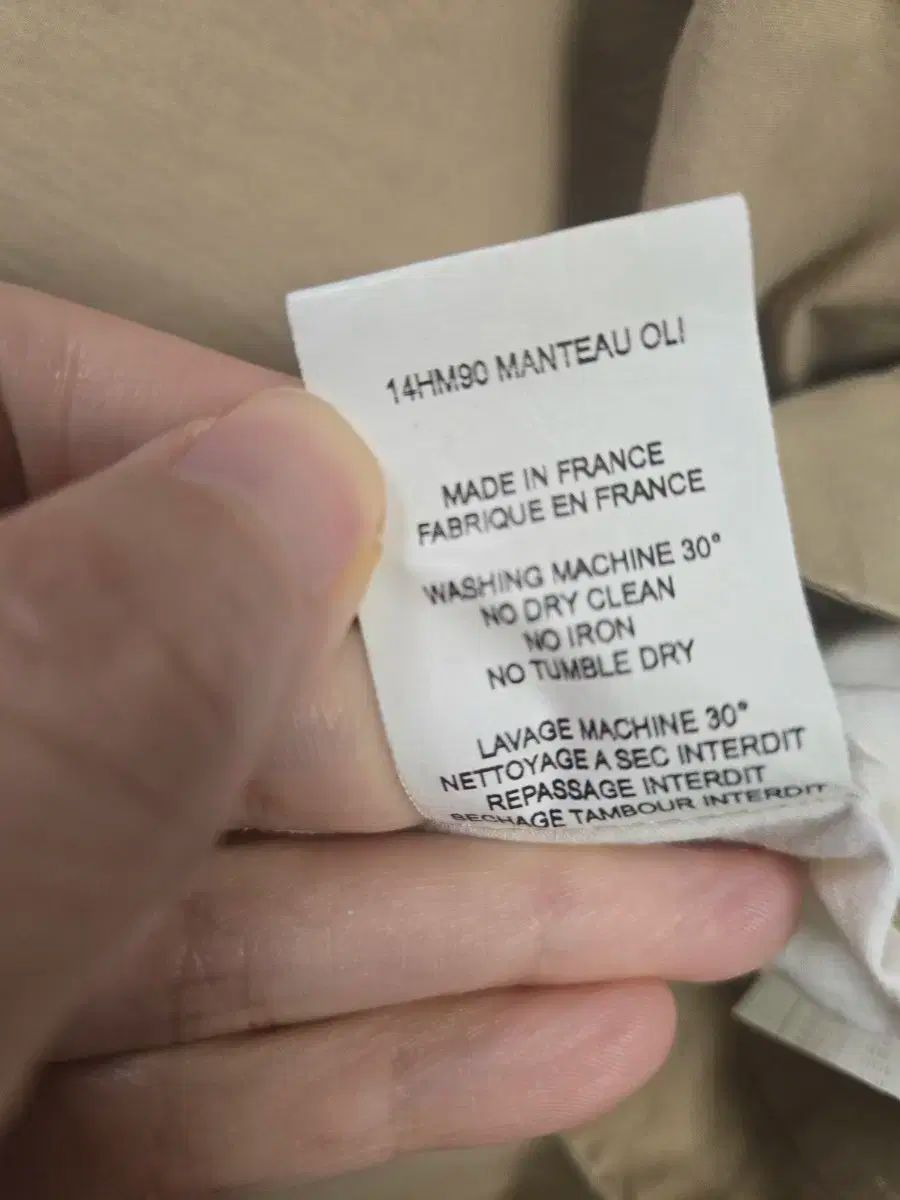 14HM90 MANTEAU OLI
MADE IN FRANCE
FABRIQUE EN FRANCE
WASHING MACHINE 30°
NO DRY CLEAN
NO IRON
NO TUMBLE DRY
LAVAGE MACHINE 30°
NETTOYAGE A SEC INTERDIT
REPASSAGE INTERDIT
SECHAGE TAMBOUR INTERDIT